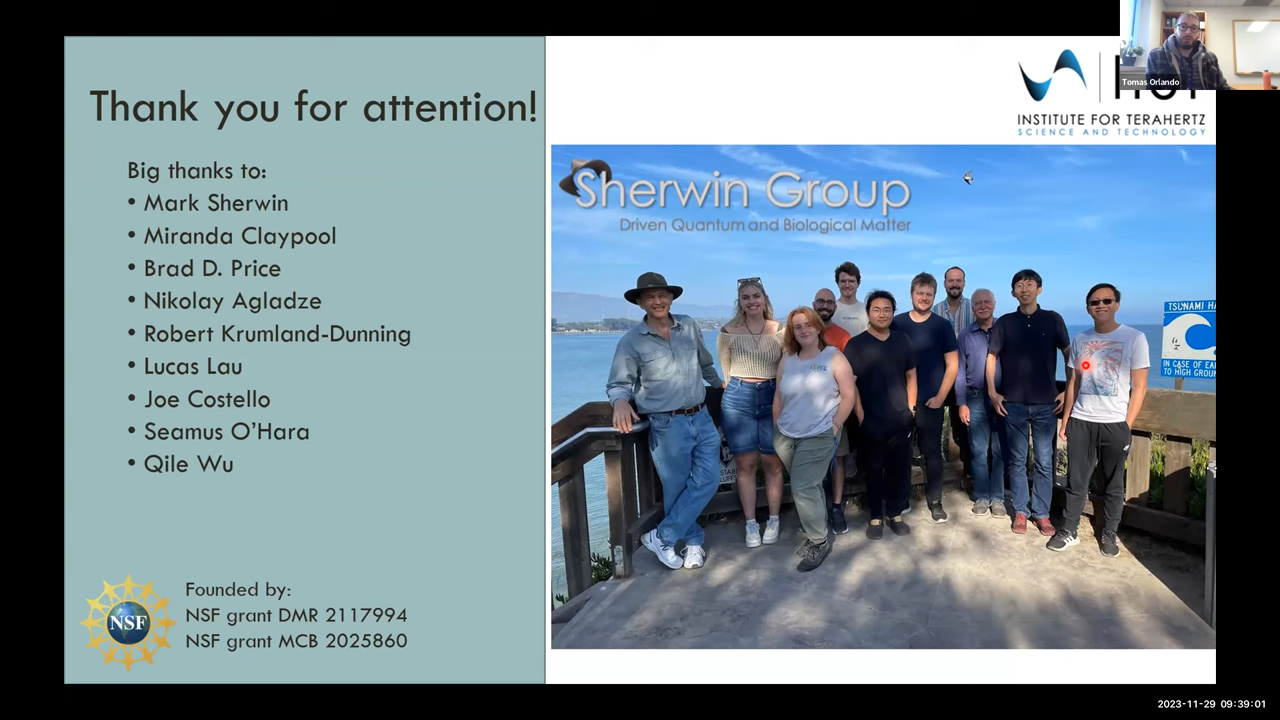 Thank you for attention!
Big thanks to:
• Mark Sherwin
• Miranda Claypool
• Brad D. Price
• Nikolay Agladze
• Robert Krumland-Dunning
• Lucas Lau
• Joe Costello
• Seamus O'Hara
• Qile Wu
NSF
Founded by:
NSF grant DMR 2117994
NSF grant MCB 2025860
Tomas Orlando
INSTITUTE FOR TERAHERTZ
SCIENCE AND TECHNOLOGY
Sherwin Group
Driven Quantum and Biological Matter
TSUNAMI
IN CASE OF
TO HIGH
2023-11-29 09:39:01